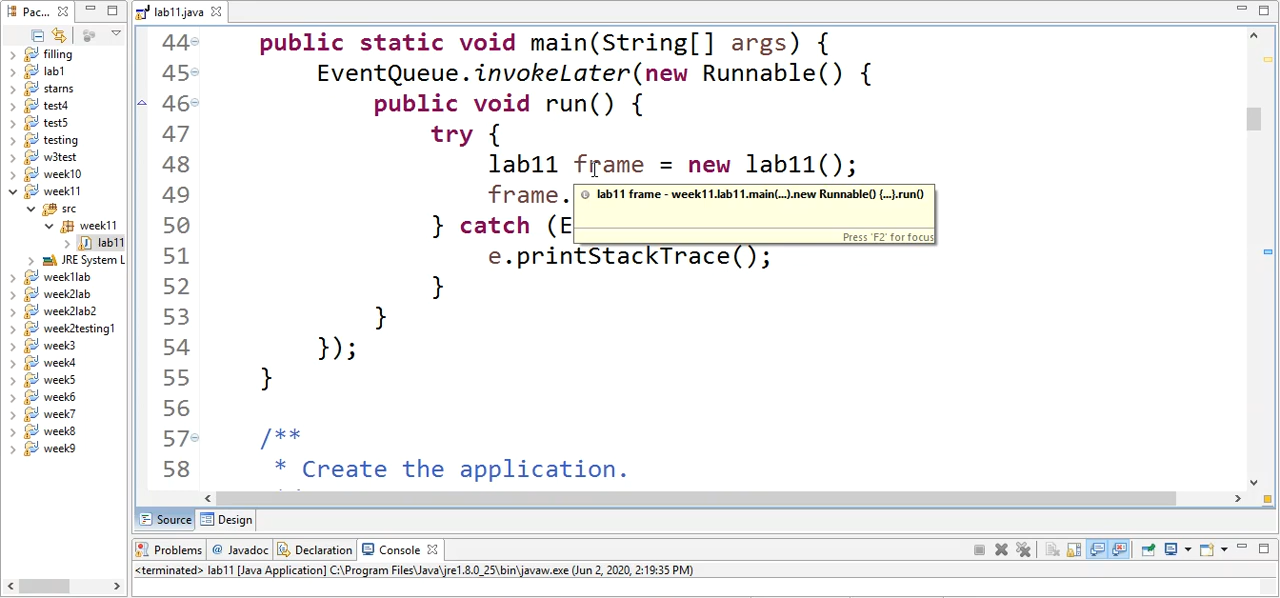 Pac...
lab11.java
filling
lab1
starns
test4
test5
testing
w3test
week10
week11
src
week11
lab11
JRE System L
week1lab
week2lab
week2lab2
week2testing1
week3
week4
week5
week6
week7
week8
week9
44 public static void main(String[] args) {
45 EventQueue.invokeLater(new Runnable() {
46 public void run() {
47 try {
48 lab11 frame = new lab11();
49 frame.
lab11 frame - week11.lab11.main(...).new Runnable() {...}.run()
Press 'F2' for focus
50 } catch (E
51 e.printStackTrace();
52 }
53 }
54 });
55 }
56
57 /**
58 * Create the application.
Source Design
Problems @ Javadoc Declaration Console
<terminated> lab11 [Java Application] C:\Program Files\Java\jre1.8.0_25\bin\javaw.exe (Jun 2, 2020, 2:19:35 PM)